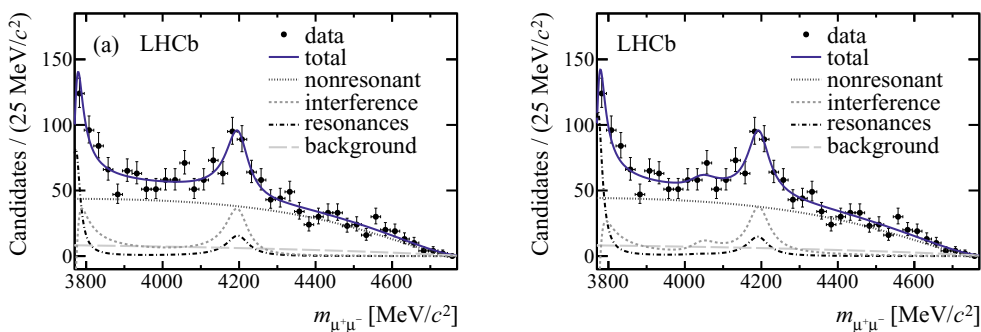 (a) LHCb
data
total
nonresonant
interference
resonances
background
Candidates / (25 MeV/c²)
150
100
50
0
3800 4000 4200 4400 4600
m_μ⁺μ⁻ [MeV/c²]
LHCb
data
total
nonresonant
interference
resonances
background
Candidates / (25 MeV/c²)
150
100
50
0
3800 4000 4200 4400 4600
m_μ⁺μ⁻ [MeV/c²]